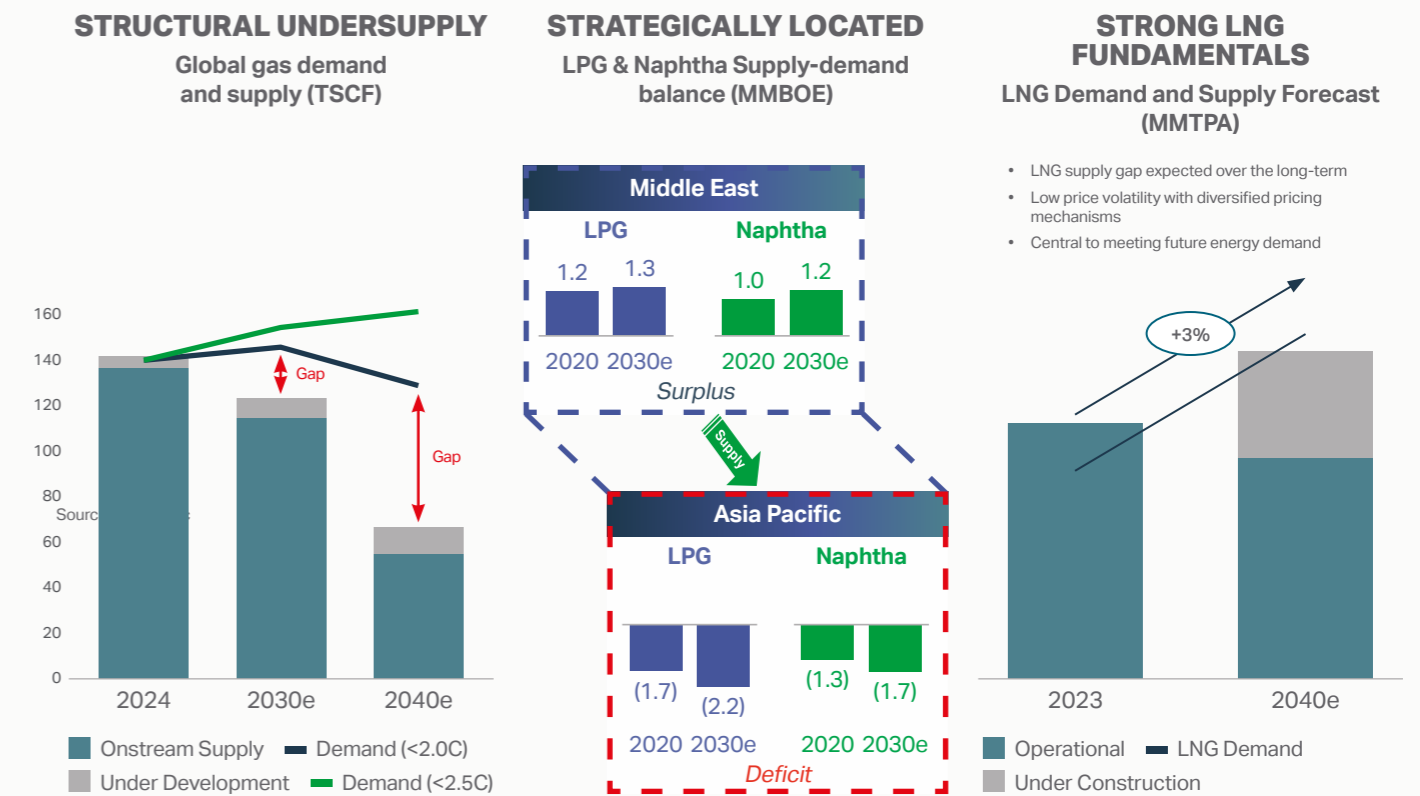 STRUCTURAL UNDERSUPPLY
Global gas demand
and supply (TSCF)
160
140
120
100
80
60
40
20
0
Sourc
c
Gap
Gap
2024
2030e
2040e
Onstream Supply
Demand (<2.0C)
Under Development
Demand (<2.5C)
STRATEGICALLY LOCATED
LPG & Naphtha Supply-demand
balance (MMBOE)
Middle East
LPG
Naphtha
1.2
1.3
1.0
1.2
2020
2030e
2020
2030e
Surplus
Supply
Asia Pacific
LPG
Naphtha
(1.7)
(2.2)
(1.3)
(1.7)
2020
2030e
2020
2030e
Deficit
STRONG LNG
FUNDAMENTALS
LNG Demand and Supply Forecast
(MMTPA)
• LNG supply gap expected over the long-term
• Low price volatility with diversified pricing
mechanisms
• Central to meeting future energy demand
+3%
2023
2040e
Operational
LNG Demand
Under Construction